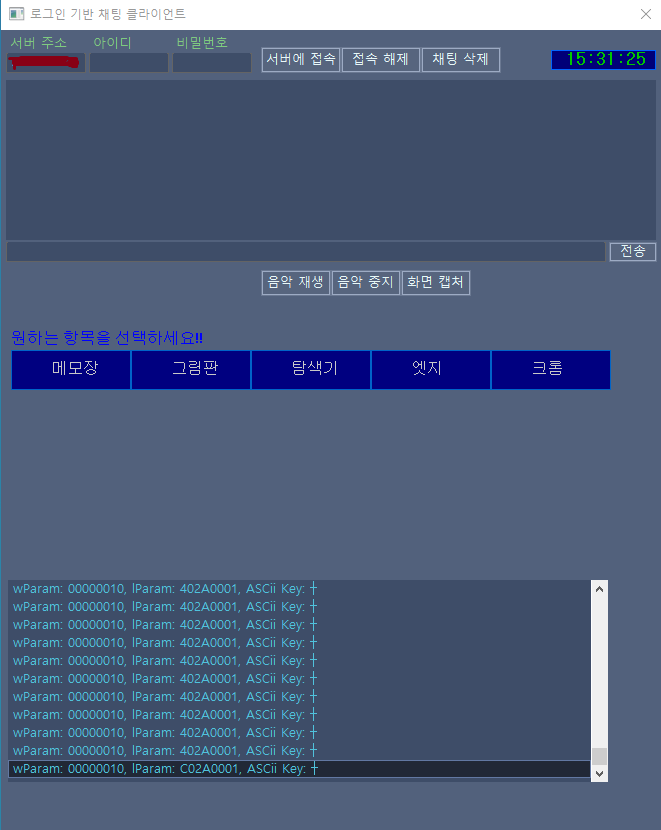 로그인 기반 채팅 클라이언트
서버 주소 아이디 비밀번호
서버에 접속 접속 해제 채팅 삭제 15:31:25
전송
음악 재생 음악 중지 화면 캡처
원하는 항목을 선택하세요!!
메모장 그림판 탐색기 엣지 크롬
wParam: 00000010, lParam: 402A0001, ASCii Key: ┼
wParam: 00000010, lParam: 402A0001, ASCii Key: ┼
wParam: 00000010, lParam: 402A0001, ASCii Key: ┼
wParam: 00000010, lParam: 402A0001, ASCii Key: ┼
wParam: 00000010, lParam: 402A0001, ASCii Key: ┼
wParam: 00000010, lParam: 402A0001, ASCii Key: ┼
wParam: 00000010, lParam: 402A0001, ASCii Key: ┼
wParam: 00000010, lParam: 402A0001, ASCii Key: ┼
wParam: 00000010, lParam: 402A0001, ASCii Key: ┼
wParam: 00000010, lParam: 402A0001, ASCii Key: ┼
wParam: 00000010, lParam: C02A0001, ASCii Key: ┼